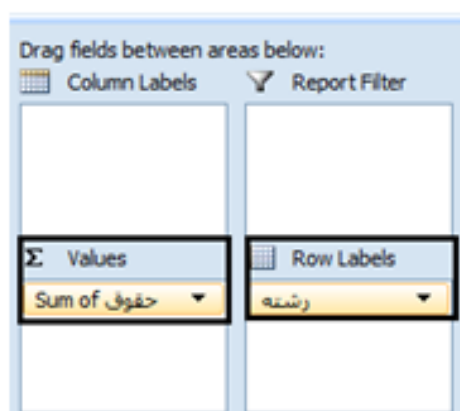 Drag fields between areas below:
Column Labels
Report Filter
Σ Values
Row Labels
Sum of حقوق
رشته